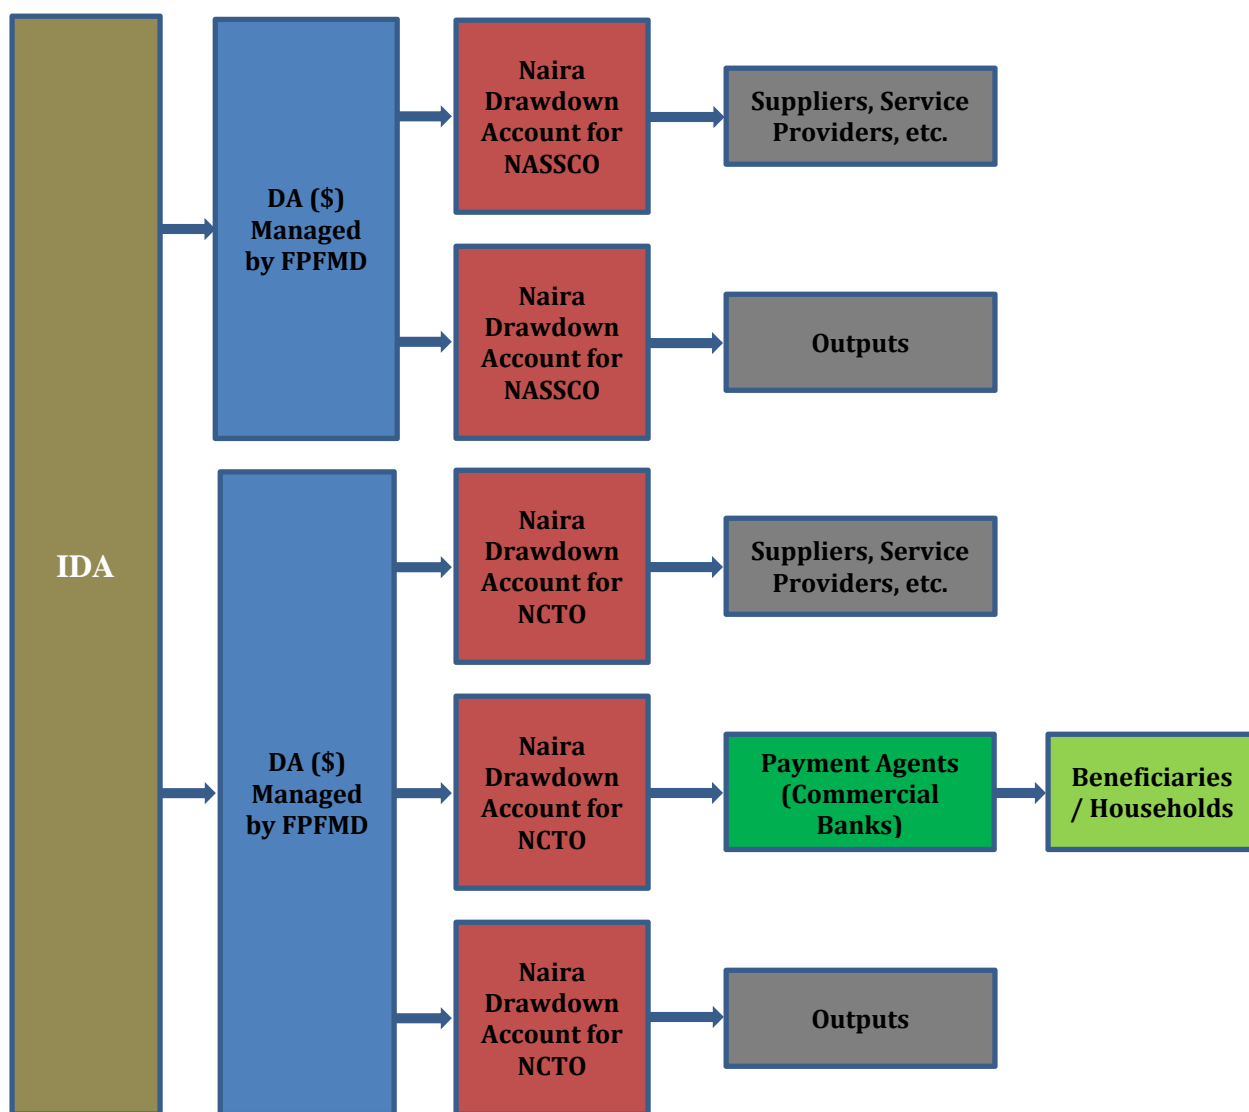 IDA
DA ($)
Managed
by FPFMD
Naira
Drawdown
Account for
NASSCO
Suppliers, Service
Providers, etc.
Naira
Drawdown
Account for
NASSCO
Outputs
DA ($)
Managed
by FPFMD
Naira
Drawdown
Account for
NCTO
Suppliers, Service
Providers, etc.
Naira
Drawdown
Account for
NCTO
Payment Agents
(Commercial
Banks)
Beneficiaries
/ Households
Naira
Drawdown
Account for
NCTO
Outputs